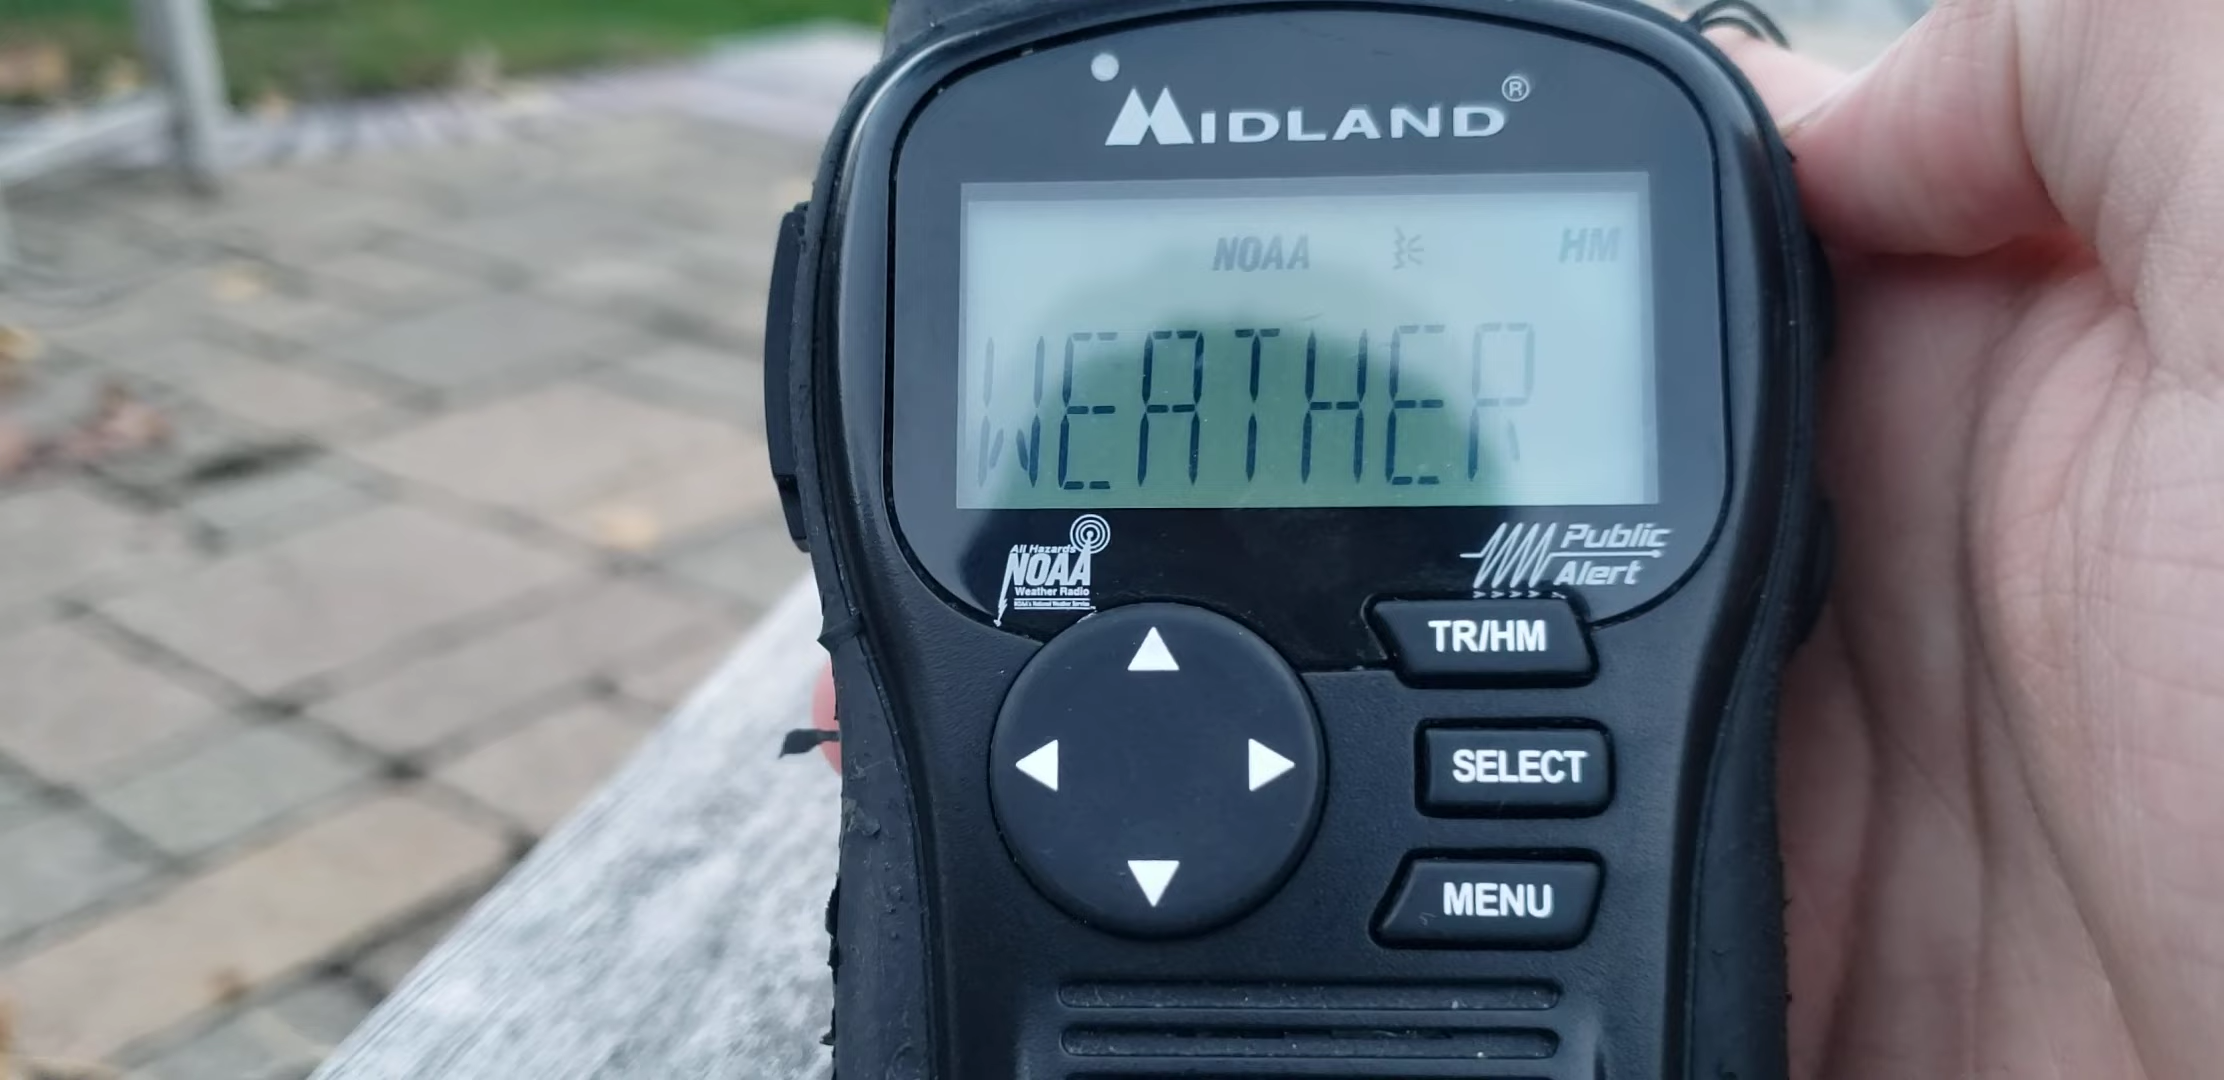 MIDLAND®
NOAA HM
WEATHER
All Hazards
NOAA
Weather Radio
Public
Alert
TR/HM
SELECT
MENU